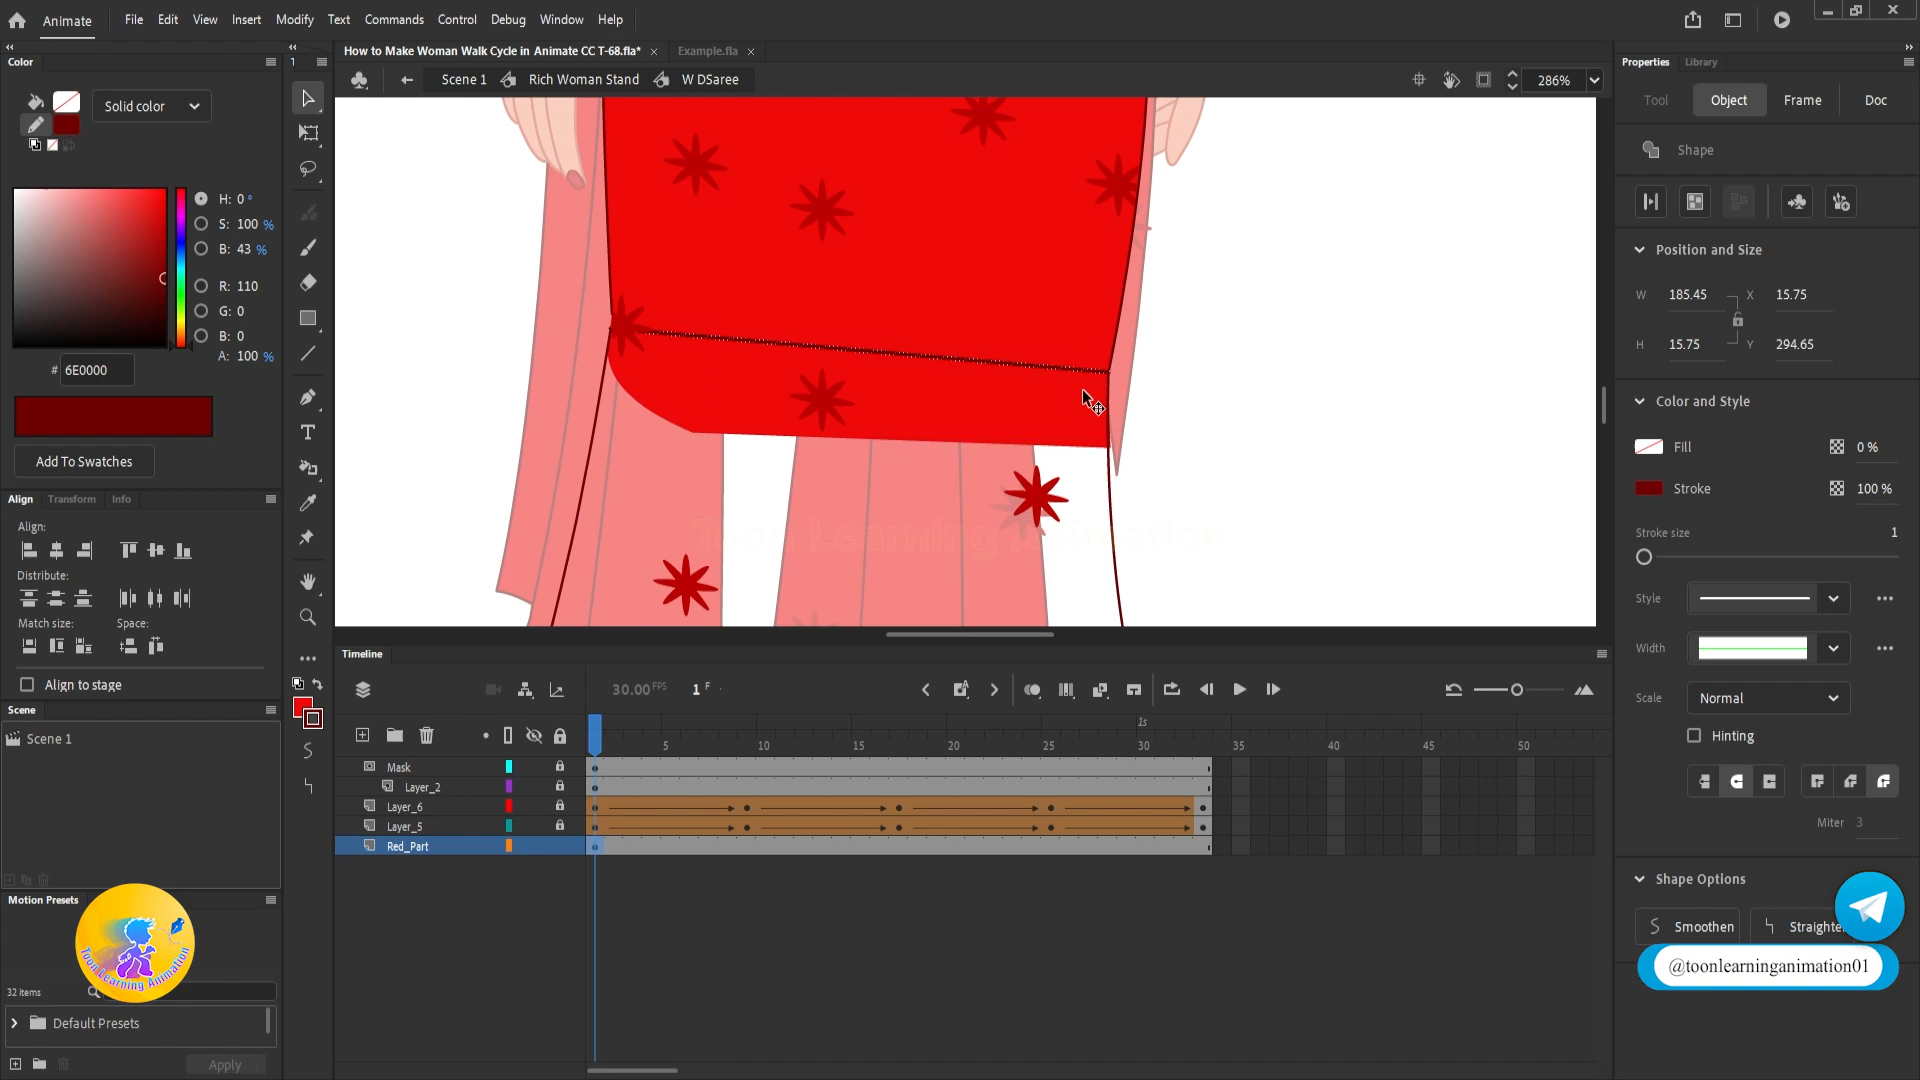 Animate
File Edit View Insert Modify Text Commands Control Debug Window Help
Color
Solid color
H: 0 °
S: 100 %
B: 43 %
R: 110
G: 0
B: 0
A: 100 %
# 6E0000
Add To Swatches
Align Transform Info
Align:
Distribute:
Match size: Space:
Align to stage
Scene
Scene 1
Motion Presets
Toon Learning Animation
32 items
Default Presets
Apply
How to Make Woman Walk Cycle in Animate CC T-68.fla* ×
Example.fla ×
Scene 1 Rich Woman Stand W DSaree
286%
Toon Learning Animation
Timeline
30.00 FPS 1 F
1s
5 10 15 20 25 30 35 40 45 50
Mask
Layer_2
Layer_6
Layer_5
Red_Part
Properties Library
Tool Object Frame Doc
Shape
Position and Size
W 185.45 X 15.75
H 15.75 Y 294.65
Color and Style
Fill 0 %
Stroke 100 %
Stroke size 1
Style
Width
Scale Normal
Hinting
Miter 3
Shape Options
Smoothen Straighte
@toonlearninganimation01